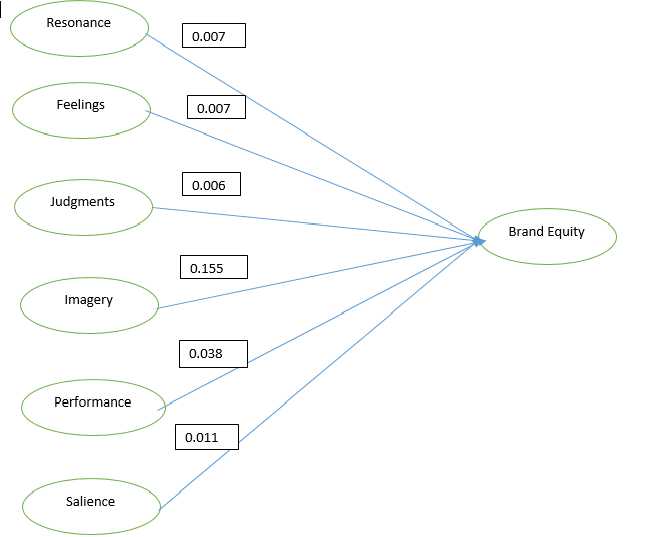 Resonance
0.007
Feelings
0.007
Judgments
0.006
Brand Equity
Imagery
0.155
Performance
0.038
Salience
0.011